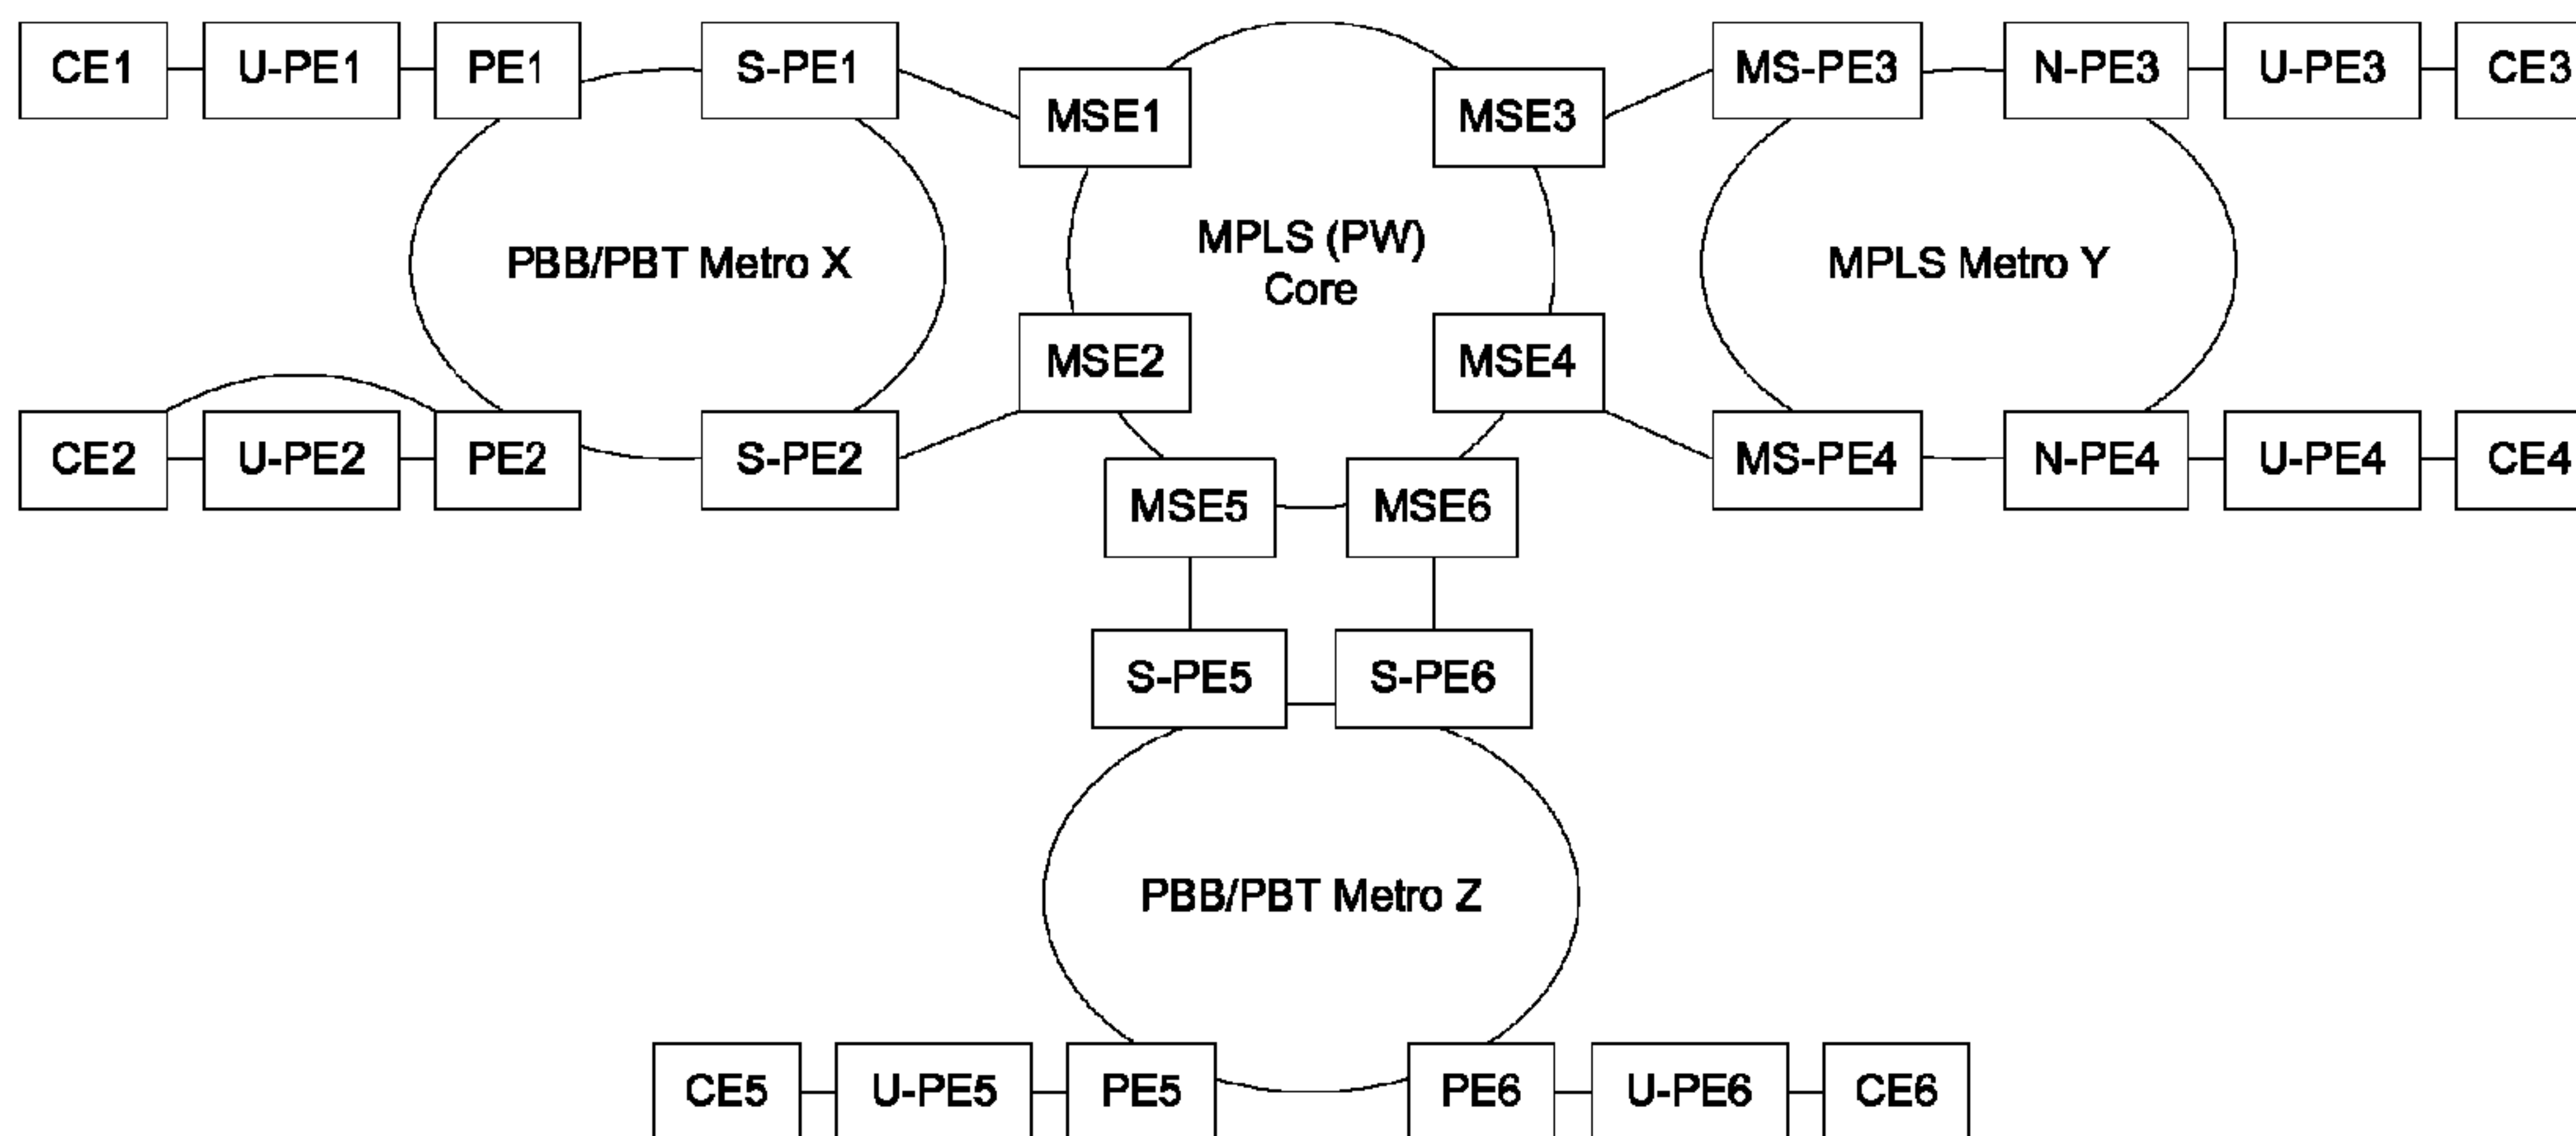 CE1 U-PE1 PE1 S-PE1 MS-PE3 N-PE3 U-PE3 CE3
MSE1 MSE3
PBB/PBT Metro X
MPLS (PW)
Core
MPLS Metro Y
MSE2 MSE4
CE2 U-PE2 PE2 S-PE2 MS-PE4 N-PE4 U-PE4 CE4
MSE5 MSE6
S-PE5 S-PE6
PBB/PBT Metro Z
CE5 U-PE5 PE5 PE6 U-PE6 CE6